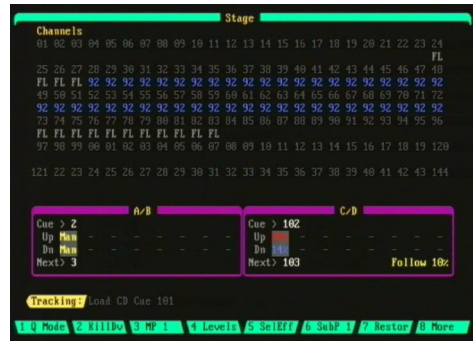 Stage
Channels
01 02 03 04 05 06 07 08 09 10 11 12 13 14 15 16 17 18 19 20 21 22 23 24
FL
25 26 27 28 29 30 31 32 33 34 35 36 37 38 39 40 41 42 43 44 45 46 47 48
FL FL FL 92 92 92 92 92 92 92 92 92 92 92 92 92 92 92 92 92 92 92 92 92
49 50 51 52 53 54 55 56 57 58 59 60 61 62 63 64 65 66 67 68 69 70 71 72
92 92 92 92 92 92 92 92 92 92 92 92 92 92 92 92 92 92 92 92 92 92 92 92
73 74 75 76 77 78 79 80 81 82 83 84 85 86 87 88 89 90 91 92 93 94 95 96
FL FL FL FL FL FL FL FL FL FL FL
97 98 99 00 01 02 03 04 05 06 07 08 09 10 11 12 13 14 15 16 17 18 19 120
121 22 23 24 25 26 27 28 29 30 31 32 33 34 35 36 37 38 39 40 41 42 43 144
A/B
Cue > 2
Up Man - - - - - - -
Dn Man - - - - - - -
Next> 3
C/D
Cue > 102
Up - - - - - - -
Dn 14% - - - - - - -
Next> 103 Follow 10%
Tracking: Load CD Cue 101
1 Q Mode 2 KillDv 3 MP 1 4 Levels 5 SelEff 6 SubP 1 7 Restor 8 More